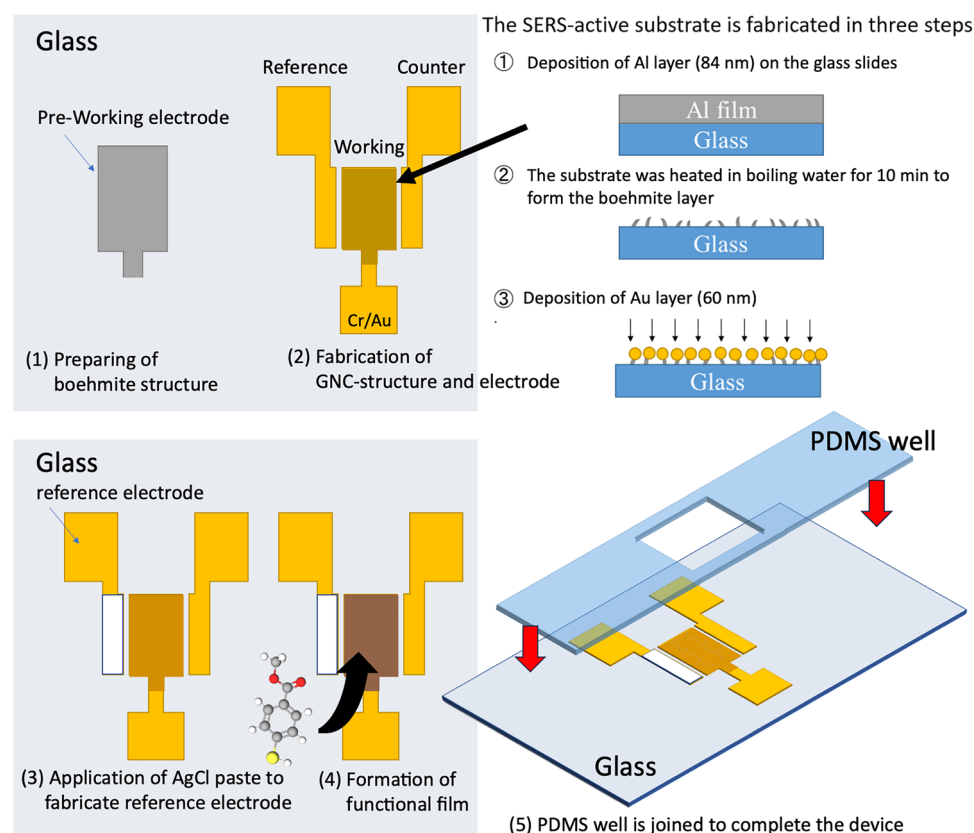 Glass
Reference
Counter
Pre-Working electrode
Working
Cr/Au
(1) Preparing of
boehmite structure
(2) Fabrication of
GNC-structure and electrode
The SERS-active substrate is fabricated in three steps
① Deposition of Al layer (84 nm) on the glass slides
Al film
Glass
② The substrate was heated in boiling water for 10 min to
form the boehmite layer
Glass
③ Deposition of Au layer (60 nm)
.
Glass
Glass
reference electrode
(3) Application of AgCl paste to
fabricate reference electrode
(4) Formation of
functional film
PDMS well
Glass
(5) PDMS well is joined to complete the device